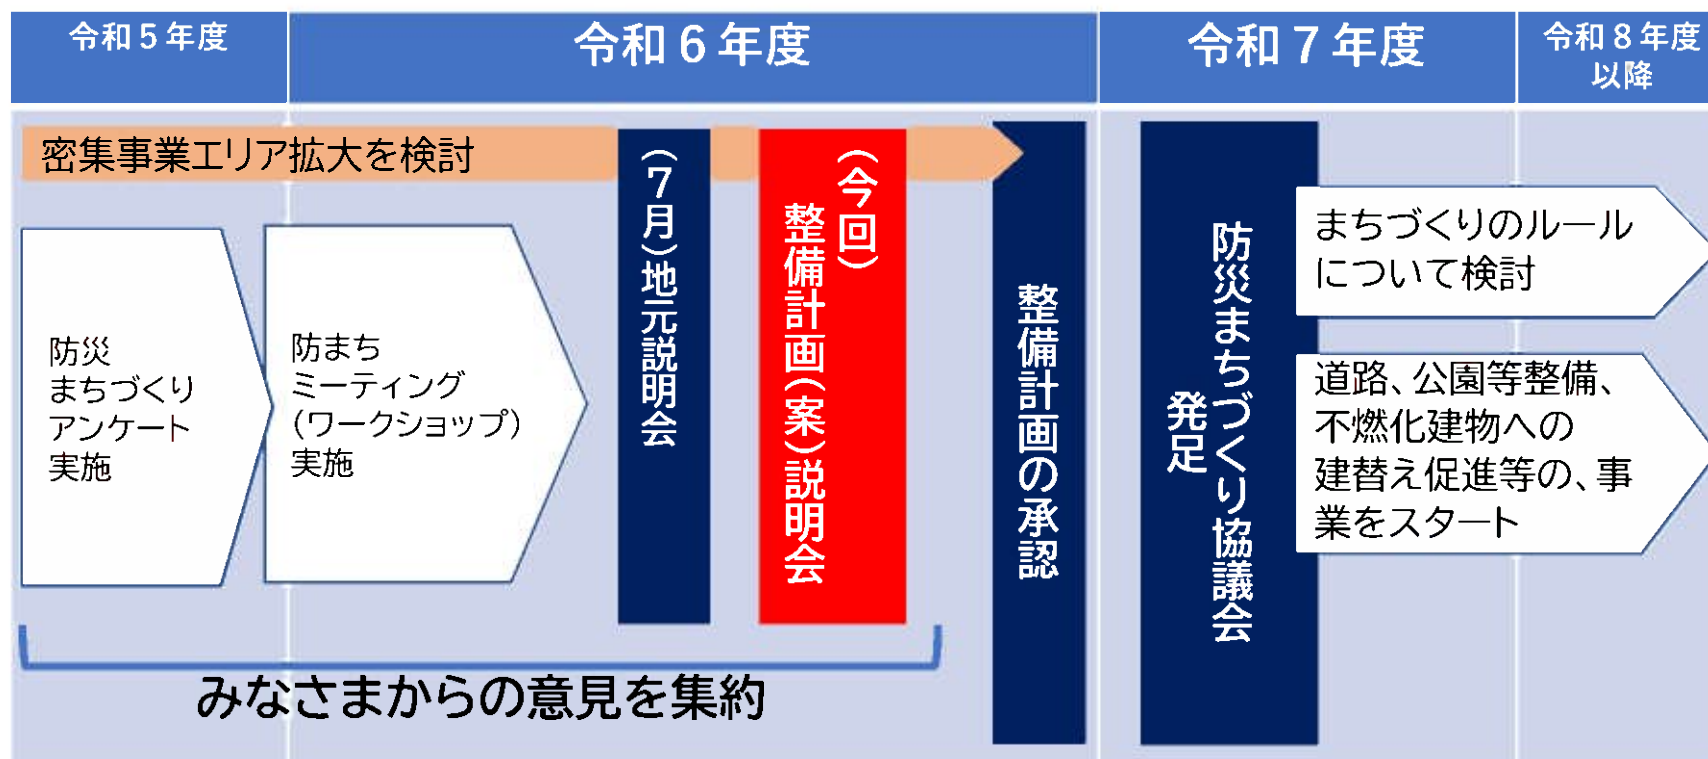 令和５年度
令和６年度
令和７年度
令和８年度
以降
密集事業エリア拡大を検討
防災
まちづくり
アンケート
実施
防まち
ミーティング
（ワークショップ）
実施
（７月）地元説明会
（今回）
整備計画（案）説明会
整備計画の承認
防災まちづくり協議会
発足
まちづくりのルール
について検討
道路、公園等整備、
不燃化建物への
建替え促進等の、事
業をスタート
みなさまからの意見を集約